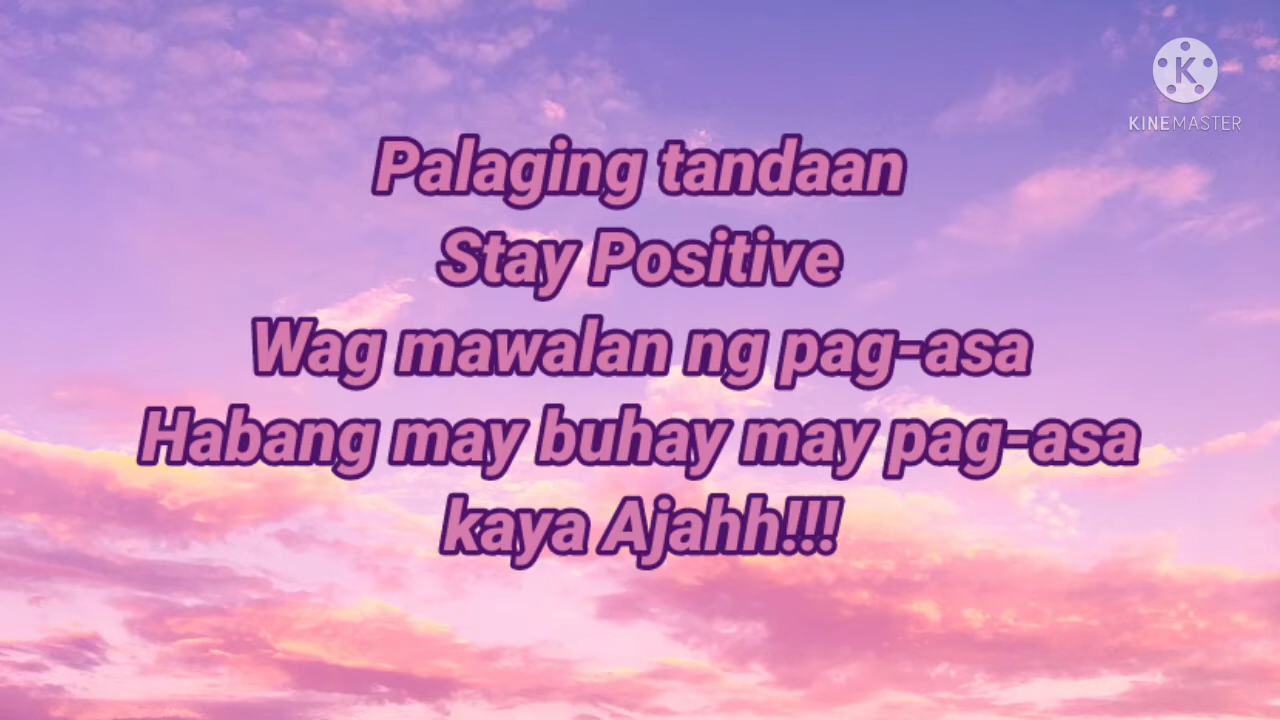 K
KINEMASTER
Palaging tandaan
Stay Positive
Wag mawalan ng pag-asa
Habang may buhay may pag-asa
kaya Ajahh!!!